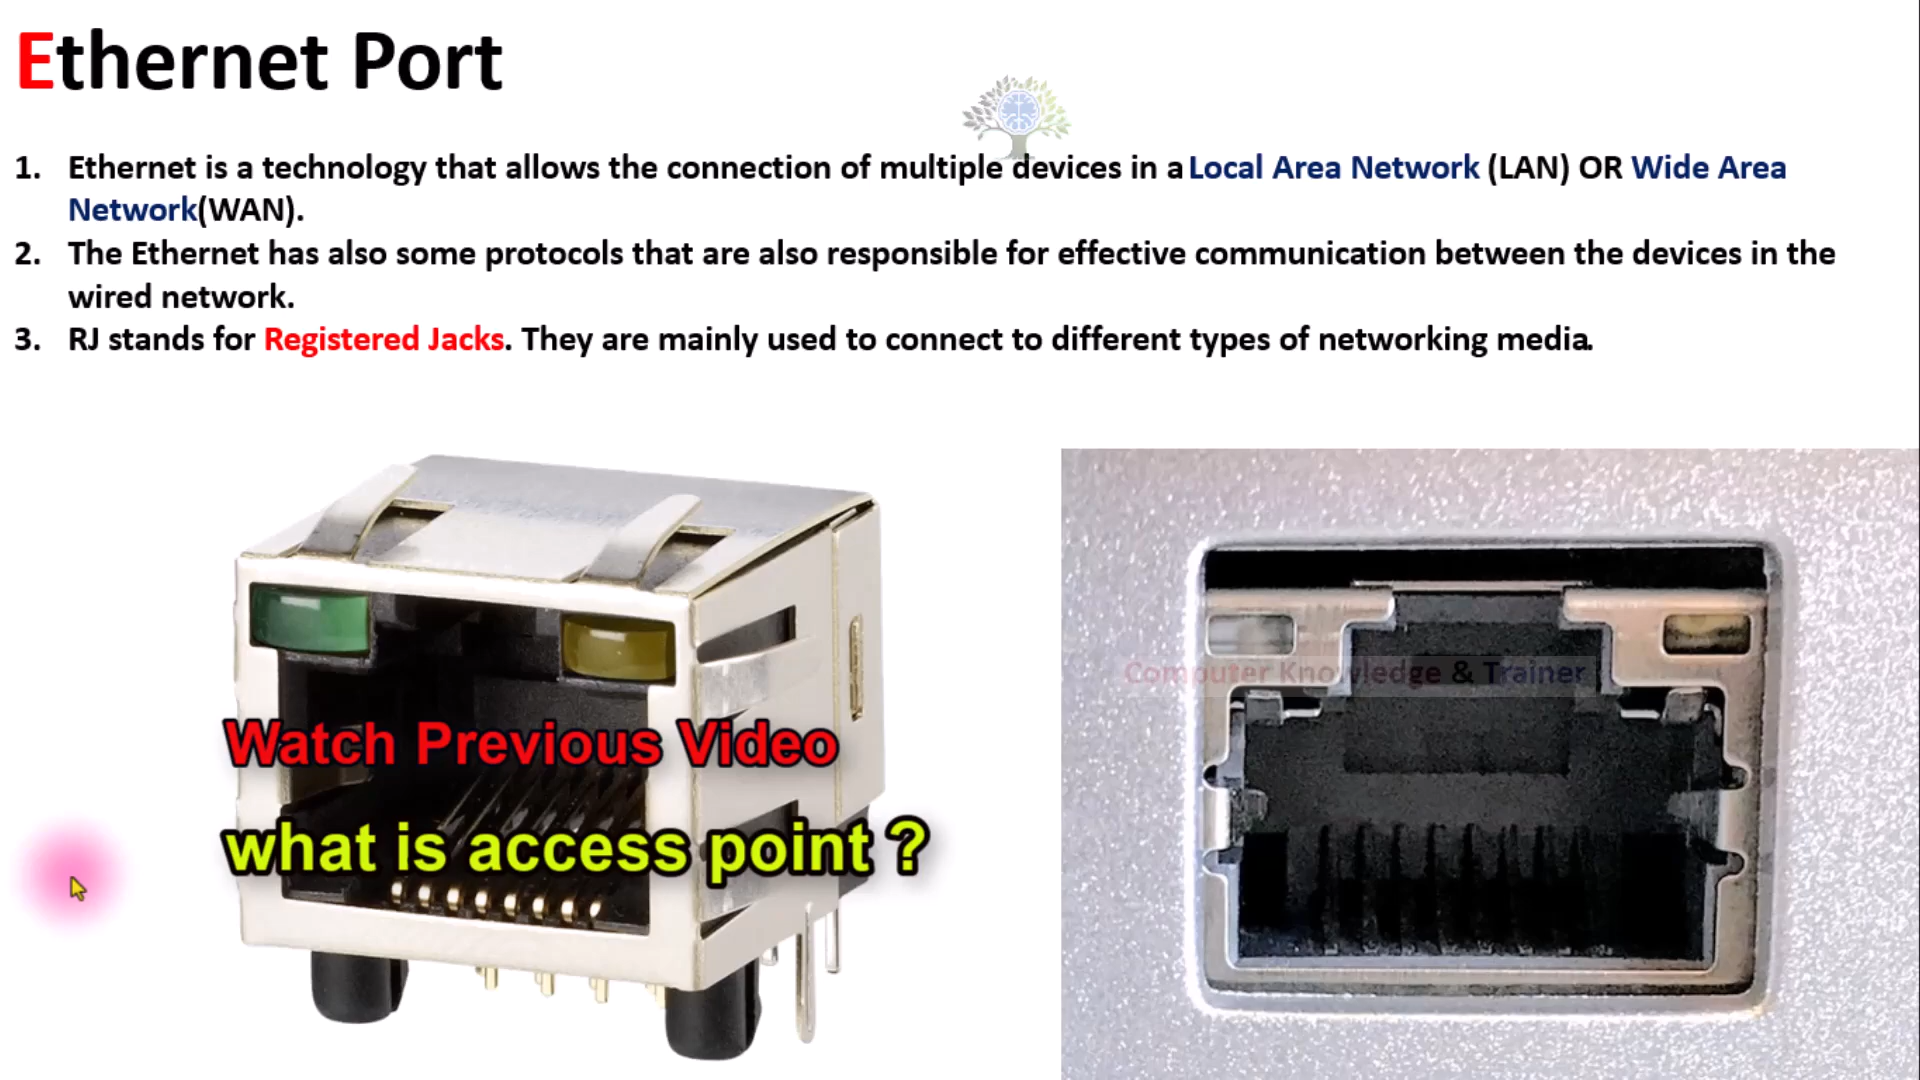 Ethernet Port
1. Ethernet is a technology that allows the connection of multiple devices in a Local Area Network (LAN) OR Wide Area
Network(WAN).
2. The Ethernet has also some protocols that are also responsible for effective communication between the devices in the
wired network.
3. RJ stands for Registered Jacks. They are mainly used to connect to different types of networking media.
Computer Knowledge & Trainer
Watch Previous Video
what is access point ?